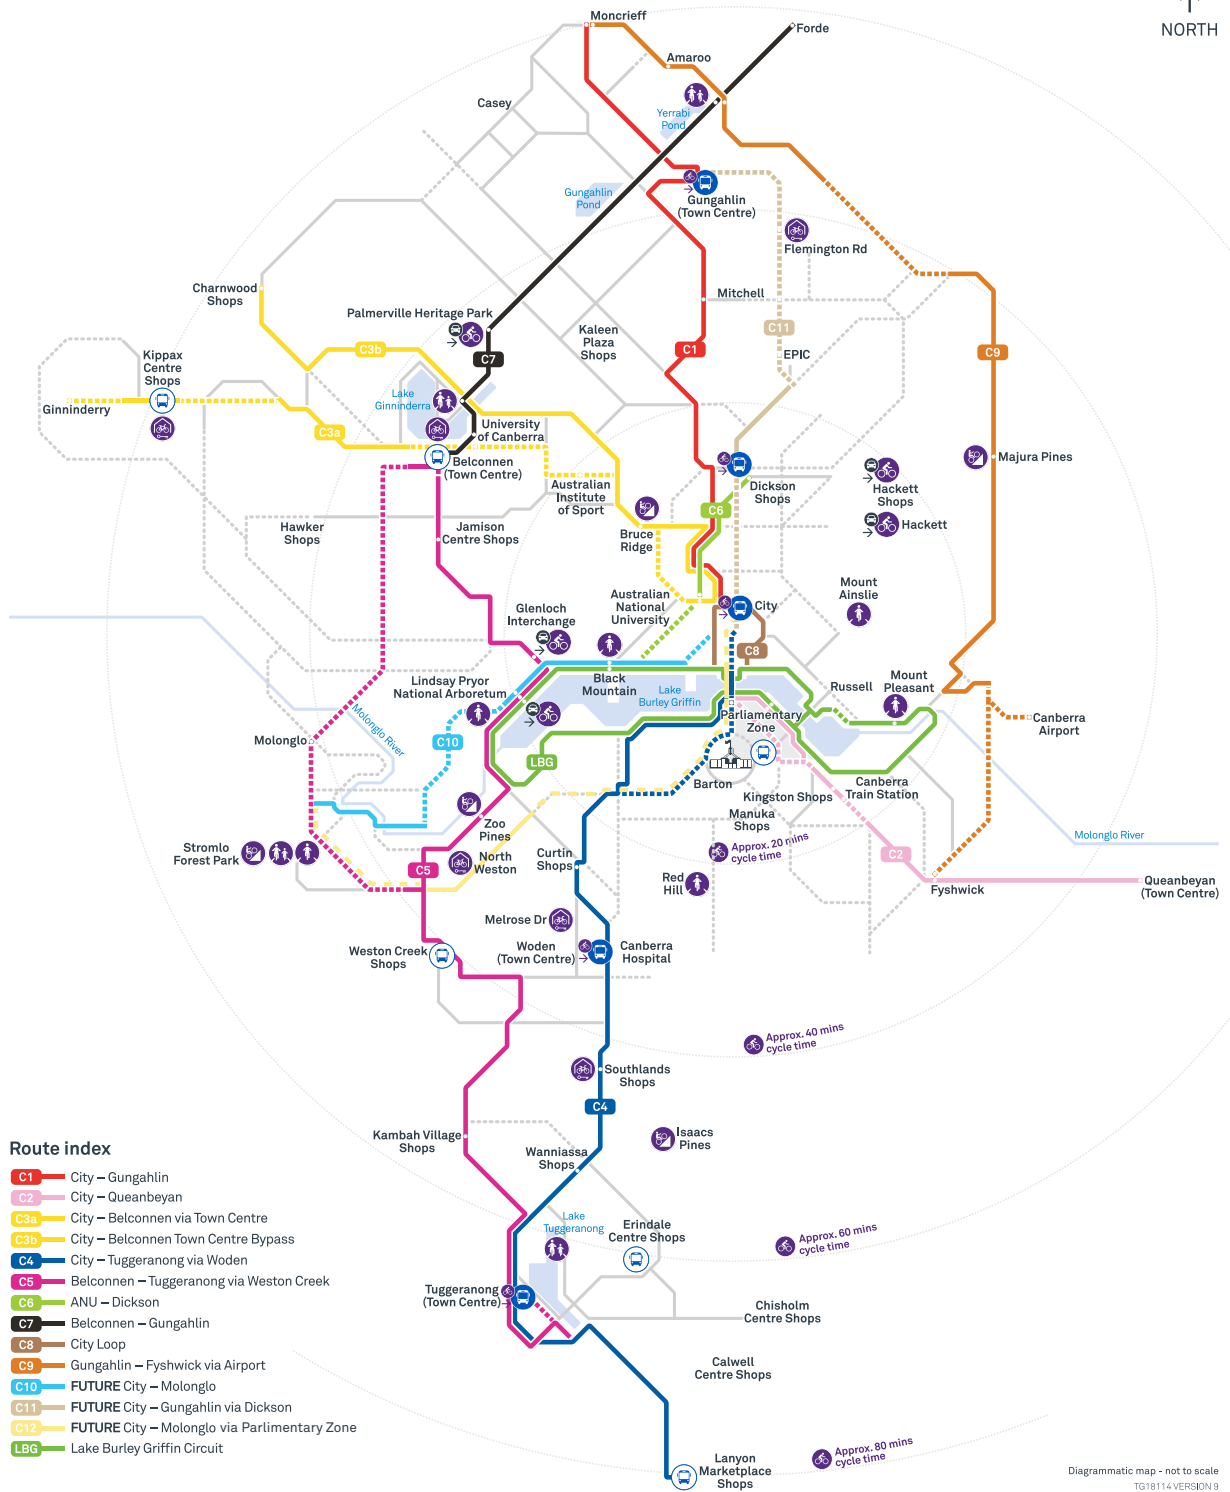 NORTH
Moncrieff
Forde
Amaroo
Casey
Yerrabi
Pond
Gungahlin
Pond
Gungahlin
(Town Centre)
Flemington Rd
Charnwood
Shops
Mitchell
Palmerville Heritage Park
Kaleen
Plaza
Shops
C11
C3b
C7
C1
C9
EPIC
Kippax
Centre
Shops
Lake
Ginninderra
Ginninderry
C3a
University
of Canberra
Belconnen
(Town Centre)
Majura Pines
Australian
Institute
of Sport
Dickson
Shops
Hackett
Shops
C6
Hackett
Hawker
Shops
Jamison
Centre Shops
Bruce
Ridge
Mount
Ainslie
Australian
National
University
City
Glenloch
Interchange
C8
Black
Mountain
Lindsay Pryor
National Arboretum
Lake
Burley Griffin
Russell
Mount
Pleasant
Molonglo River
Parliamentary
Zone
Canberra
Airport
Molonglo
C10
LBG
Barton
Canberra
Train Station
Kingston Shops
Manuka
Shops
Molonglo River
Zoo
Pines
Stromlo
Forest Park
North
Weston
Curtin
Shops
Approx. 20 mins
cycle time
C2
C5
Red
Hill
Fyshwick
Queanbeyan
(Town Centre)
Melrose Dr
Weston Creek
Shops
Woden
(Town Centre)
Canberra
Hospital
Approx. 40 mins
cycle time
Southlands
Shops
C4
Kambah Village
Shops
Isaacs
Pines
Wanniassa
Shops
Lake
Tuggeranong
Erindale
Centre Shops
Approx. 60 mins
cycle time
Tuggeranong
(Town Centre)
Chisholm
Centre Shops
Calwell
Centre Shops
Approx. 80 mins
cycle time
Lanyon
Marketplace
Shops
Route index
C1 City – Gungahlin
C2 City – Queanbeyan
C3a City – Belconnen via Town Centre
C3b City – Belconnen Town Centre Bypass
C4 City – Tuggeranong via Woden
C5 Belconnen – Tuggeranong via Weston Creek
C6 ANU – Dickson
C7 Belconnen – Gungahlin
C8 City Loop
C9 Gungahlin – Fyshwick via Airport
C10 FUTURE City – Molonglo
C11 FUTURE City – Gungahlin via Dickson
C12 FUTURE City – Molonglo via Parlimentary Zone
LBG Lake Burley Griffin Circuit
Diagrammatic map - not to scale
TG18114 VERSION 9